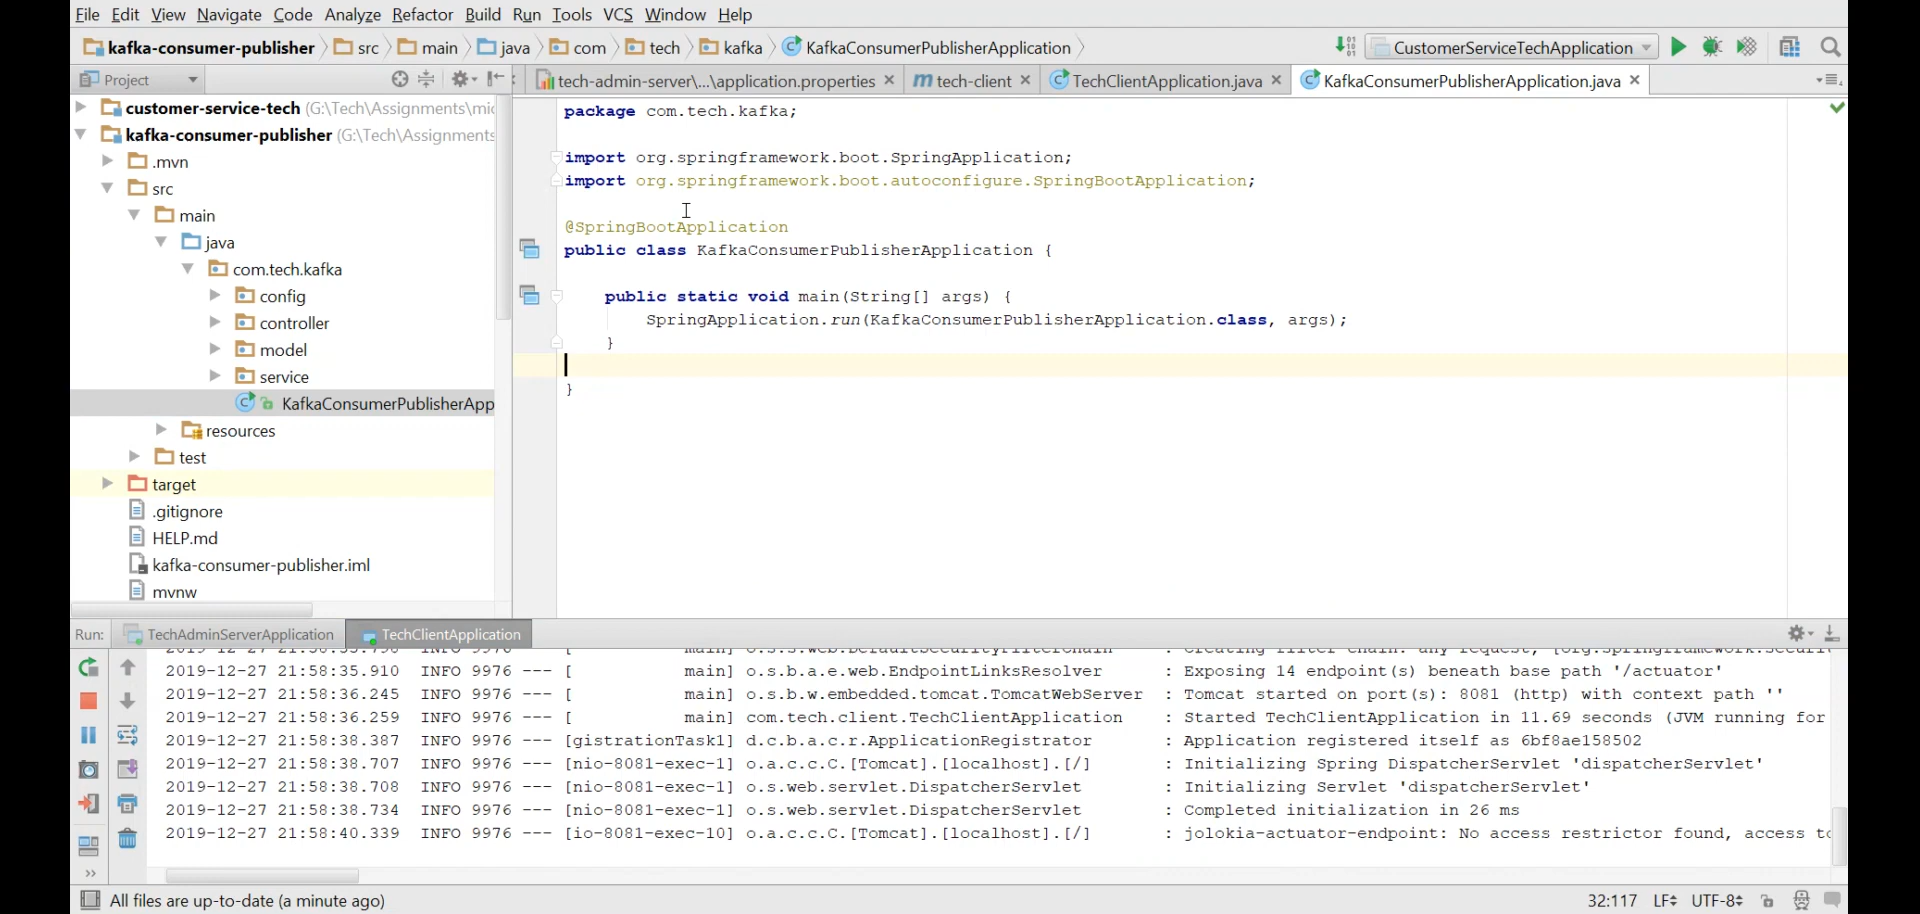 File Edit View Navigate Code Analyze Refactor Build Run Tools VCS Window Help
kafka-consumer-publisher src main java com tech kafka KafkaConsumerPublisherApplication CustomerServiceTechApplication
Project tech-admin-server\...\application.properties tech-client TechClientApplication.java KafkaConsumerPublisherApplication.java
customer-service-tech (G:\Tech\Assignments\mic
kafka-consumer-publisher (G:\Tech\Assignments
.mvn
src
main
java
com.tech.kafka
config
controller
model
service
KafkaConsumerPublisherApp
resources
test
target
.gitignore
HELP.md
kafka-consumer-publisher.iml
mvnw
package com.tech.kafka;
import org.springframework.boot.SpringApplication;
import org.springframework.boot.autoconfigure.SpringBootApplication;
@SpringBootApplication
public class KafkaConsumerPublisherApplication {
public static void main(String[] args) {
SpringApplication.run(KafkaConsumerPublisherApplication.class, args);
}
}
Run: TechAdminServerApplication TechClientApplication
2019-12-27 21:58:35.910 INFO 9976 --- [ main] o.s.b.a.e.web.EndpointLinksResolver : Exposing 14 endpoint(s) beneath base path '/actuator'
2019-12-27 21:58:36.245 INFO 9976 --- [ main] o.s.b.w.embedded.tomcat.TomcatWebServer : Tomcat started on port(s): 8081 (http) with context path ''
2019-12-27 21:58:36.259 INFO 9976 --- [ main] com.tech.client.TechClientApplication : Started TechClientApplication in 11.69 seconds (JVM running for
2019-12-27 21:58:38.387 INFO 9976 --- [gistrationTask1] d.c.b.a.c.r.ApplicationRegistrator : Application registered itself as 6bf8ae158502
2019-12-27 21:58:38.707 INFO 9976 --- [nio-8081-exec-1] o.a.c.c.C.[Tomcat].[localhost].[/] : Initializing Spring DispatcherServlet 'dispatcherServlet'
2019-12-27 21:58:38.708 INFO 9976 --- [nio-8081-exec-1] o.s.web.servlet.DispatcherServlet : Initializing Servlet 'dispatcherServlet'
2019-12-27 21:58:38.734 INFO 9976 --- [nio-8081-exec-1] o.s.web.servlet.DispatcherServlet : Completed initialization in 26 ms
2019-12-27 21:58:40.339 INFO 9976 --- [io-8081-exec-10] o.a.c.c.C.[Tomcat].[localhost].[/] : jolokia-actuator-endpoint: No access restrictor found, access to
All files are up-to-date (a minute ago) 32:117 LF UTF-8